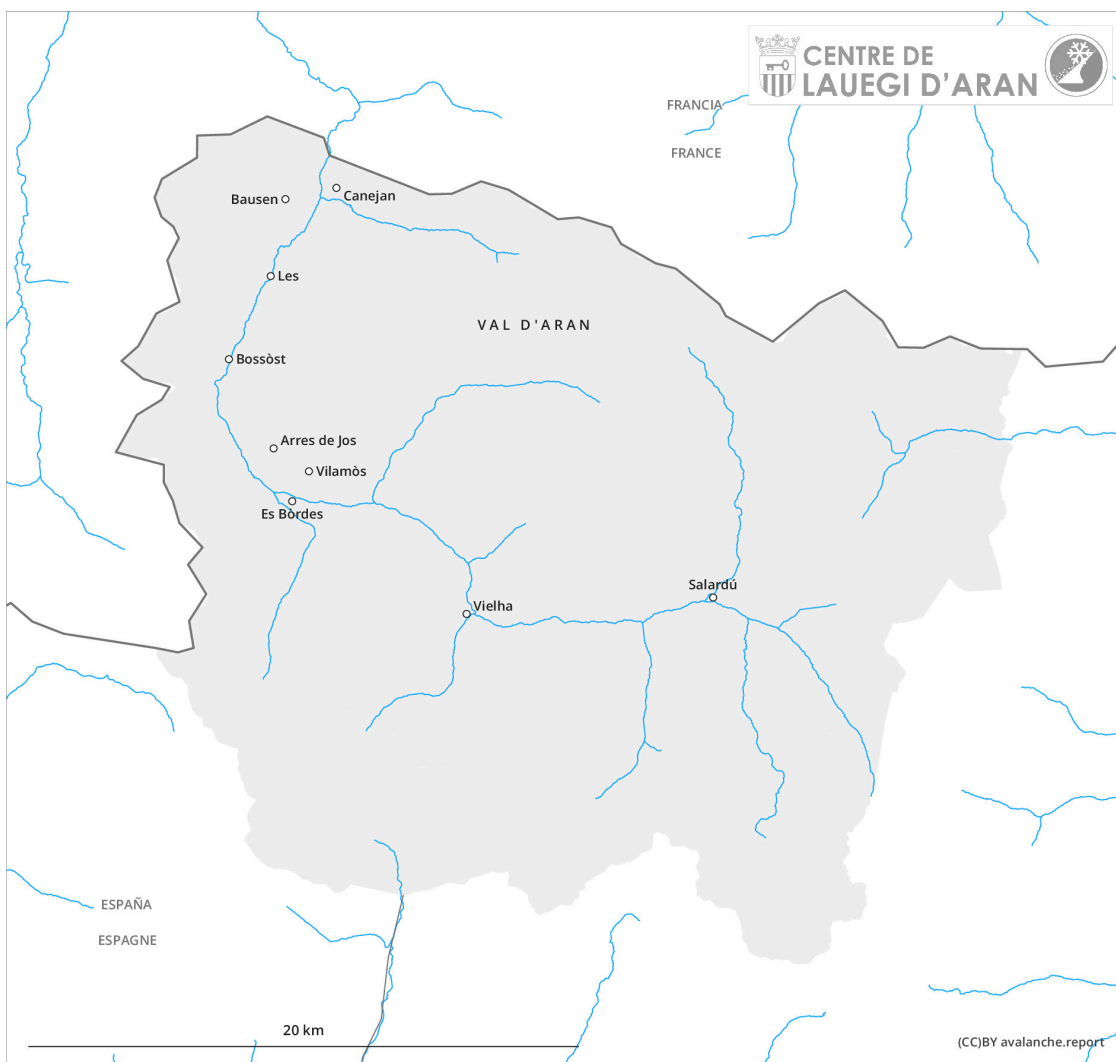 CENTRE DE
LAUEGI D'ARAN
FRANCIA
FRANCE
Bausen
Canejan
Les
VAL D'ARAN
Bossòst
Arres de Jos
Vilamòs
Es Bòrdes
Salardú
Vielha
ESPAÑA
ESPAGNE
20 km
(CC)BY avalanche.report